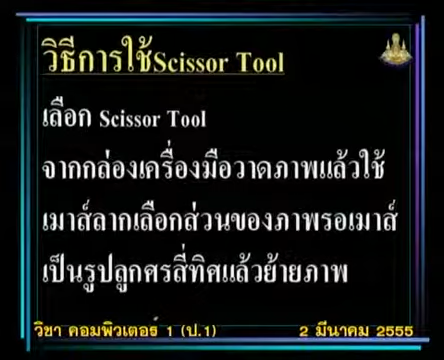 วิธีการใช้Scissor Tool
เลือก Scissor Tool
จากกล่องเครื่องมือวาดภาพแล้วใช้
เมาส์ลากเลือกส่วนของภาพรอเมาส์
เป็นรูปลูกศรสี่ทิศแล้วย้ายภาพ
วิชา คอมพิวเตอร์ 1 (ป.1) 2 มีนาคม 2555